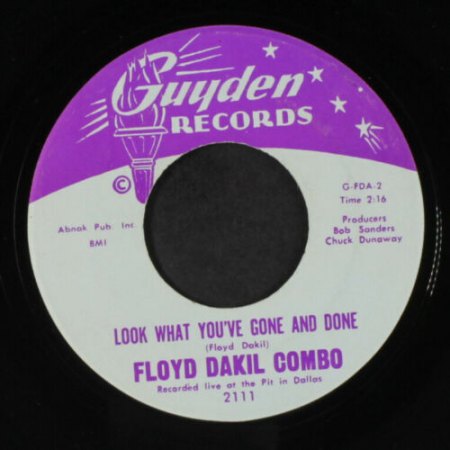 Guyden
RECORDS
©
G-FDA-2
Time 2:16
Abnak Pub. Inc.
BMI
Producers
Bob Sanders
Chuck Dunaway
LOOK WHAT YOU'VE GONE AND DONE
(Floyd Dakil)
FLOYD DAKIL COMBO
Recorded live at the Pit in Dallas
2111